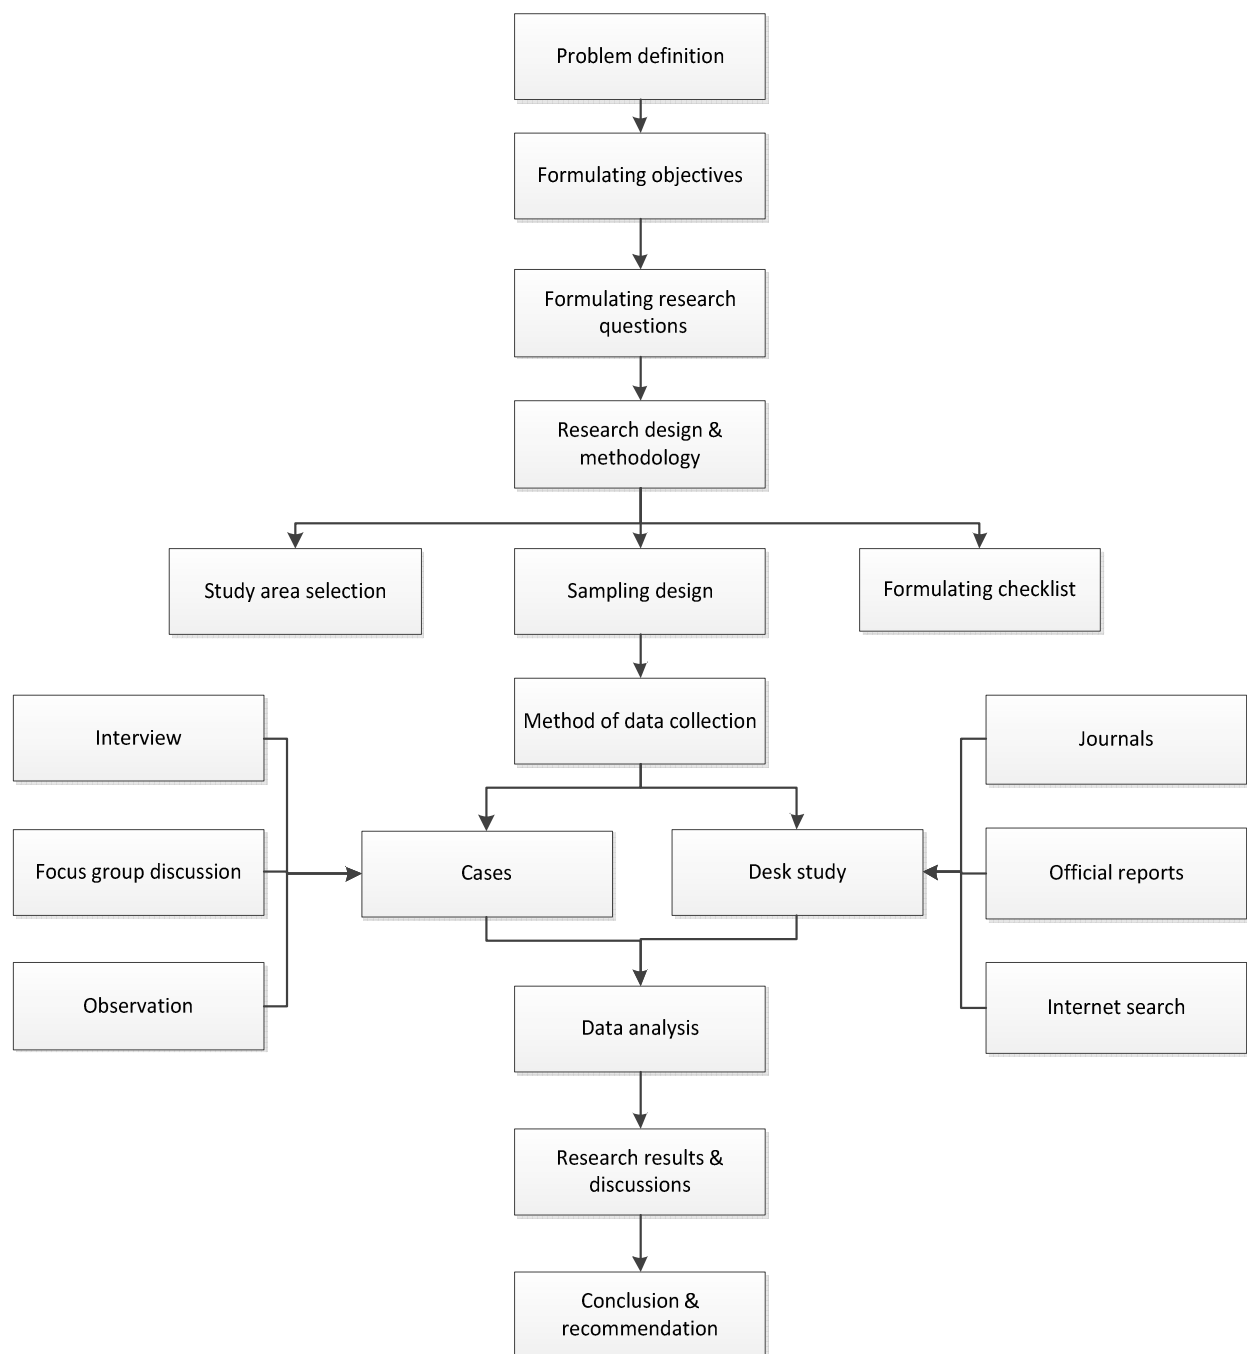 Problem definition
Formulating objectives
Formulating research
questions
Research design &
methodology
Study area selection
Sampling design
Formulating checklist
Method of data collection
Interview
Journals
Focus group discussion
Cases
Desk study
Official reports
Observation
Internet search
Data analysis
Research results &
discussions
Conclusion &
recommendation